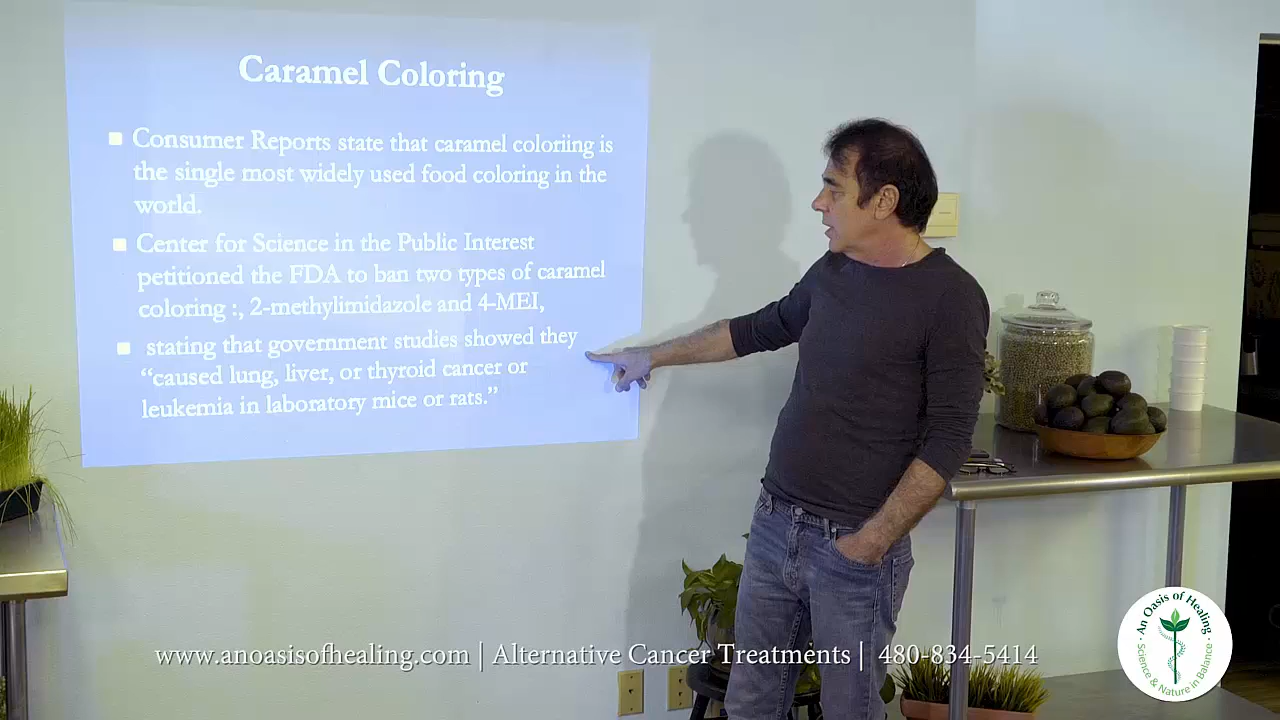 Caramel Coloring
Consumer Reports state that caramel coloriing is
the single most widely used food coloring in the
world.
Center for Science in the Public Interest
petitioned the FDA to ban two types of caramel
coloring :, 2-methylimidazole and 4-MEI,
stating that government studies showed they
“caused lung, liver, or thyroid cancer or
leukemia in laboratory mice or rats.”
www.anoasisofhealing.com | Alternative Cancer Treatments | 480-834-5414
· An Oasis of Healing ·
Science & Nature in Balance